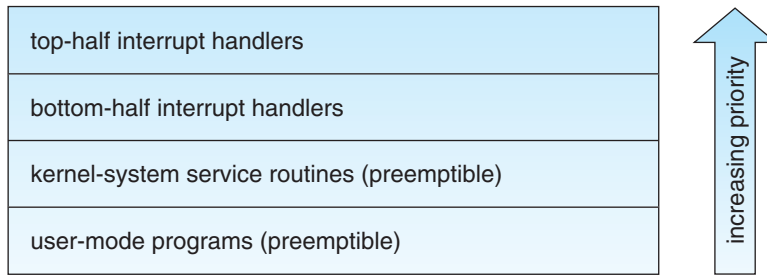 top-half interrupt handlers
bottom-half interrupt handlers
kernel-system service routines (preemptible)
user-mode programs (preemptible)
increasing priority